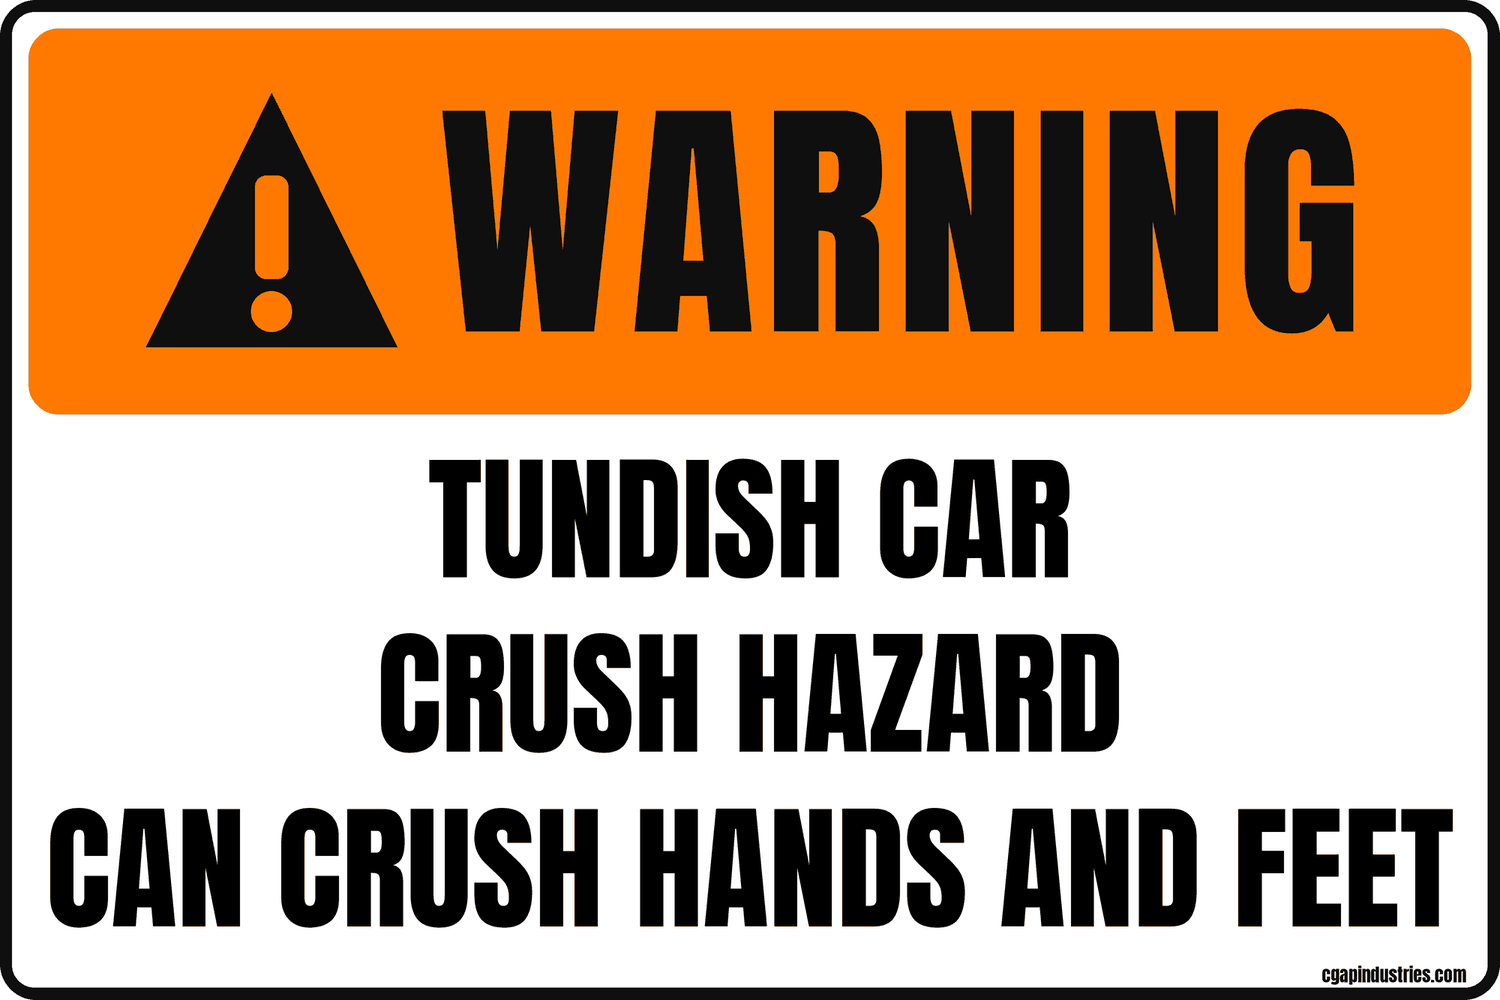 WARNING
TUNDISH CAR
CRUSH HAZARD
CAN CRUSH HANDS AND FEET
cgapindustries.com